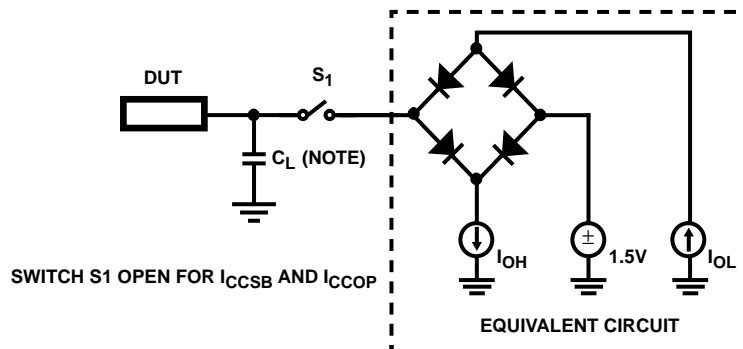 DUT
S1
CL (NOTE)
IOH
±
1.5V
IOL
SWITCH S1 OPEN FOR ICCSB AND ICCOP
EQUIVALENT CIRCUIT